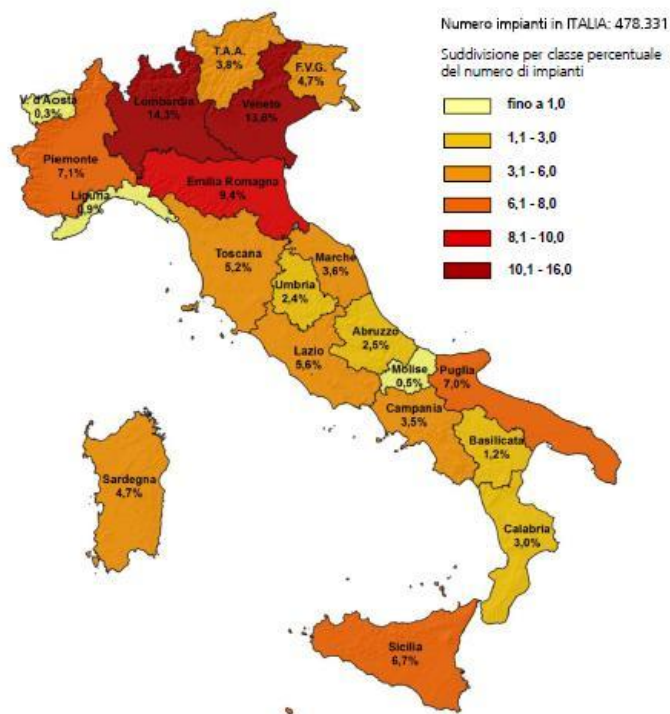 Numero impianti in ITALIA: 478.331
Suddivisione per classe percentuale
del numero di impianti
fino a 1,0
1,1 - 3,0
3,1 - 6,0
6,1 - 8,0
8,1 - 10,0
10,1 - 16,0
T.A.A.
3,8%
F.V.G.
4,7%
V. d'Aosta
0,3%
Lombardia
14,3%
Veneto
13,6%
Piemonte
7,1%
Emilia Romagna
9,4%
Liguria
0,9%
Toscana
5,2%
Marche
3,6%
Umbria
2,4%
Abruzzo
2,5%
Lazio
5,6%
Molise
0,5%
Puglia
7,0%
Campania
3,5%
Basilicata
1,2%
Sardegna
4,7%
Calabria
3,0%
Sicilia
6,7%